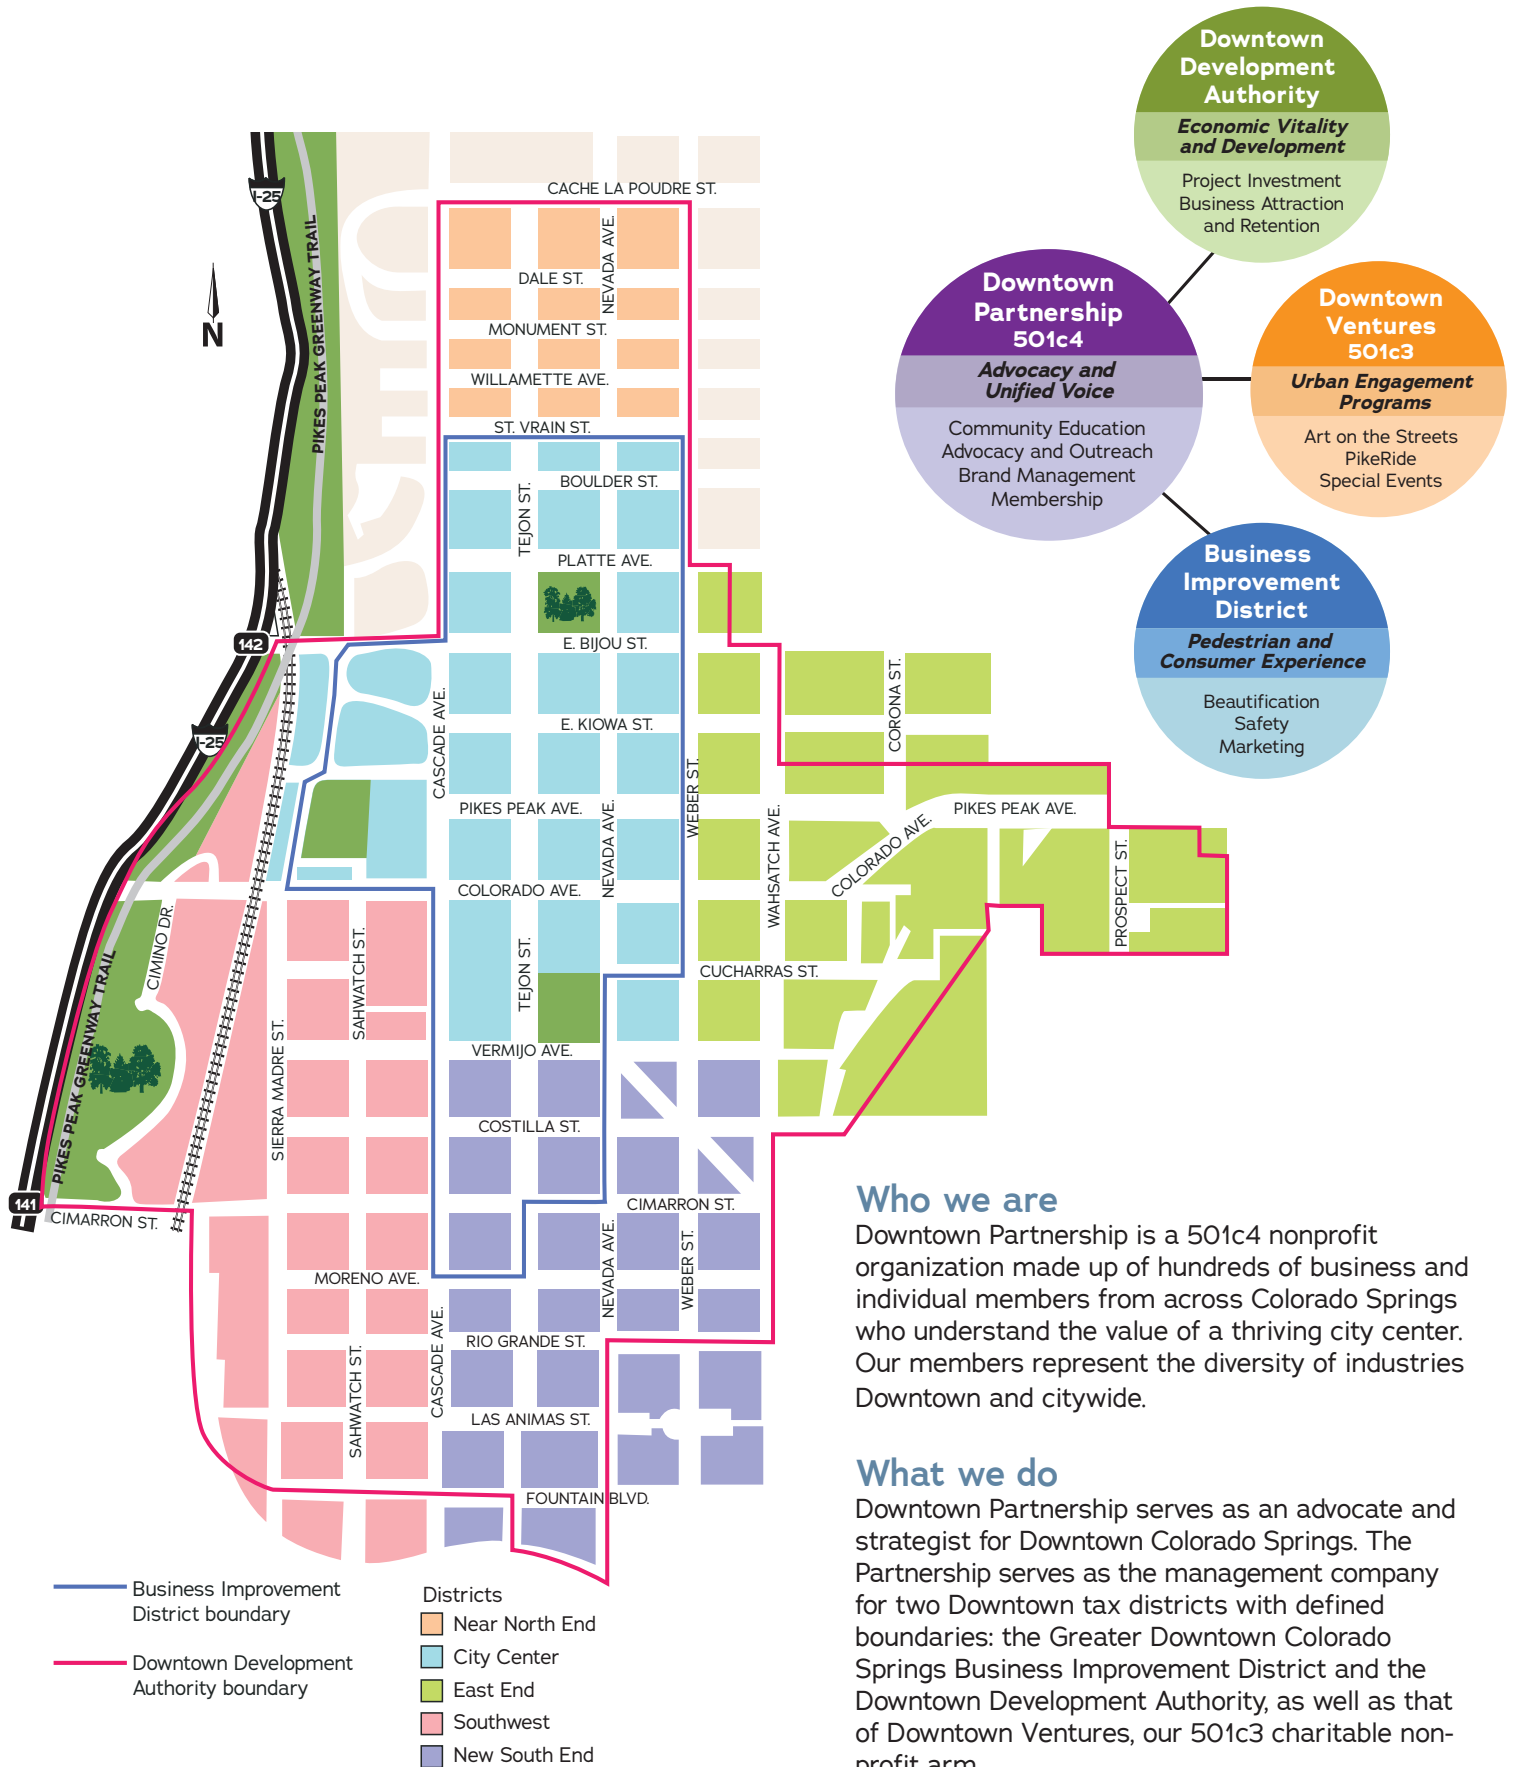 Downtown
Development
Authority
Economic Vitality
and Development
Project Investment
Business Attraction
and Retention
Downtown
Partnership
501c4
Advocacy and
Unified Voice
Community Education
Advocacy and Outreach
Brand Management
Membership
Downtown
Ventures
501c3
Urban Engagement
Programs
Art on the Streets
PikeRide
Special Events
Business
Improvement
District
Pedestrian and
Consumer Experience
Beautification
Safety
Marketing
I-25
N
PIKES PEAK GREENWAY TRAIL
CACHE LA POUDRE ST.
NEVADA AVE.
DALE ST.
MONUMENT ST.
WILLAMETTE AVE.
ST. VRAIN ST.
BOULDER ST.
TEJON ST.
PLATTE AVE.
E. BIJOU ST.
142
I-25
CASCADE AVE.
E. KIOWA ST.
CORONA ST.
WEBER ST.
PIKES PEAK AVE.
PIKES PEAK AVE.
NEVADA AVE.
WAHSATCH AVE.
COLORADO AVE.
COLORADO AVE.
PROSPECT ST.
CIMINO DR.
SAHWATCH ST.
TEJON ST.
CUCHARRAS ST.
PIKES PEAK GREENWAY TRAIL
SIERRA MADRE ST.
VERMIJO AVE.
COSTILLA ST.
141
CIMARRON ST.
CIMARRON ST.
NEVADA AVE.
WEBER ST.
MORENO AVE.
CASCADE AVE.
RIO GRANDE ST.
SAHWATCH ST.
LAS ANIMAS ST.
FOUNTAIN BLVD.
Business Improvement
District boundary
Downtown Development
Authority boundary
Districts
Near North End
City Center
East End
Southwest
New South End
Who we are
Downtown Partnership is a 501c4 nonprofit
organization made up of hundreds of business and
individual members from across Colorado Springs
who understand the value of a thriving city center.
Our members represent the diversity of industries
Downtown and citywide.
What we do
Downtown Partnership serves as an advocate and
strategist for Downtown Colorado Springs. The
Partnership serves as the management company
for two Downtown tax districts with defined
boundaries: the Greater Downtown Colorado
Springs Business Improvement District and the
Downtown Development Authority, as well as that
of Downtown Ventures, our 501c3 charitable non-
profit arm.